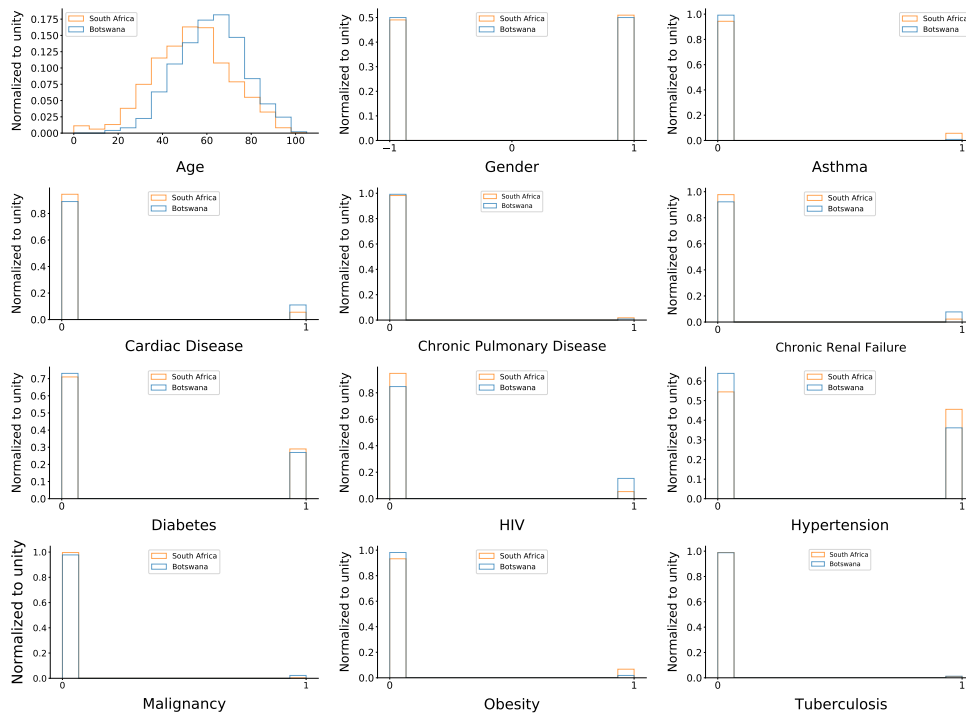 Normalized to unity
0.175
0.150
0.125
0.100
0.075
0.050
0.025
0.000
South Africa
Botswana
0 20 40 60 80 100
Age
Normalized to unity
0.5
0.4
0.3
0.2
0.1
0.0
South Africa
Botswana
−1 0 1
Gender
Normalized to unity
1.0
0.8
0.6
0.4
0.2
0.0
South Africa
Botswana
0 1
Asthma
Normalized to unity
0.8
0.6
0.4
0.2
0.0
South Africa
Botswana
0 1
Cardiac Disease
Normalized to unity
1.0
0.8
0.6
0.4
0.2
0.0
South Africa
Botswana
0 1
Chronic Pulmonary Disease
Normalized to unity
1.0
0.8
0.6
0.4
0.2
0.0
South Africa
Botswana
0 1
Chronic Renal Failure
Normalized to unity
0.7
0.6
0.5
0.4
0.3
0.2
0.1
0.0
South Africa
Botswana
0 1
Diabetes
Normalized to unity
0.8
0.6
0.4
0.2
0.0
South Africa
Botswana
0 1
HIV
Normalized to unity
0.6
0.5
0.4
0.3
0.2
0.1
0.0
South Africa
Botswana
0 1
Hypertension
Normalized to unity
1.0
0.8
0.6
0.4
0.2
0.0
South Africa
Botswana
0 1
Malignancy
Normalized to unity
1.0
0.8
0.6
0.4
0.2
0.0
South Africa
Botswana
0 1
Obesity
Normalized to unity
1.0
0.8
0.6
0.4
0.2
0.0
South Africa
Botswana
0 1
Tuberculosis